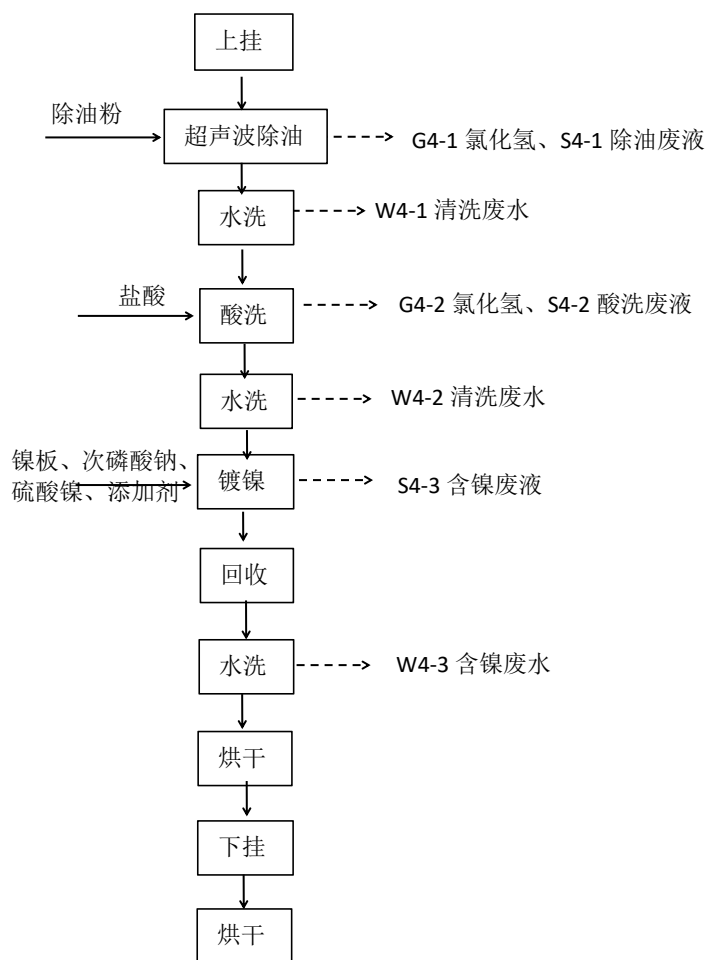 上挂
除油粉
超声波除油
G4-1 氯化氢、S4-1 除油废液
水洗
W4-1 清洗废水
盐酸
酸洗
G4-2 氯化氢、S4-2 酸洗废液
水洗
W4-2 清洗废水
镍板、次磷酸钠、
硫酸镍、添加剂
镀镍
S4-3 含镍废液
回收
水洗
W4-3 含镍废水
烘干
下挂
烘干